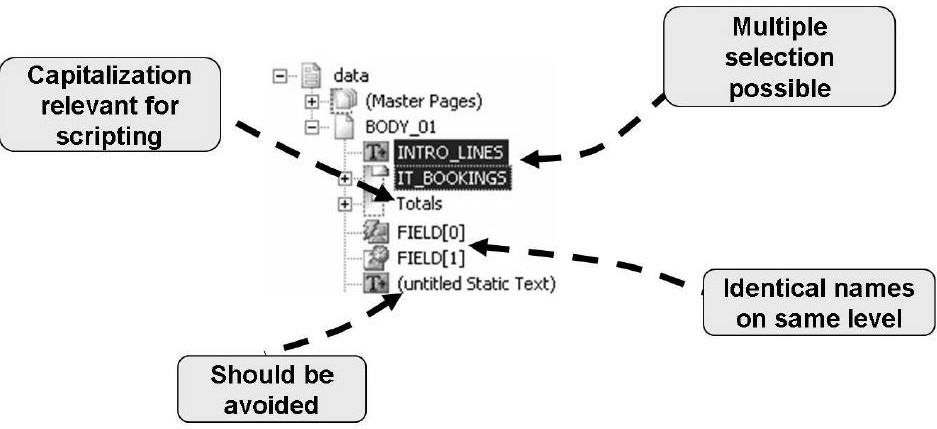 Multiple
selection
possible
Capitalization
relevant for
scripting
data
(Master Pages)
BODY_01
INTRO_LINES
IT_BOOKINGS
Totals
FIELD[0]
FIELD[1]
(untitled Static Text)
Identical names
on same level
Should be
avoided